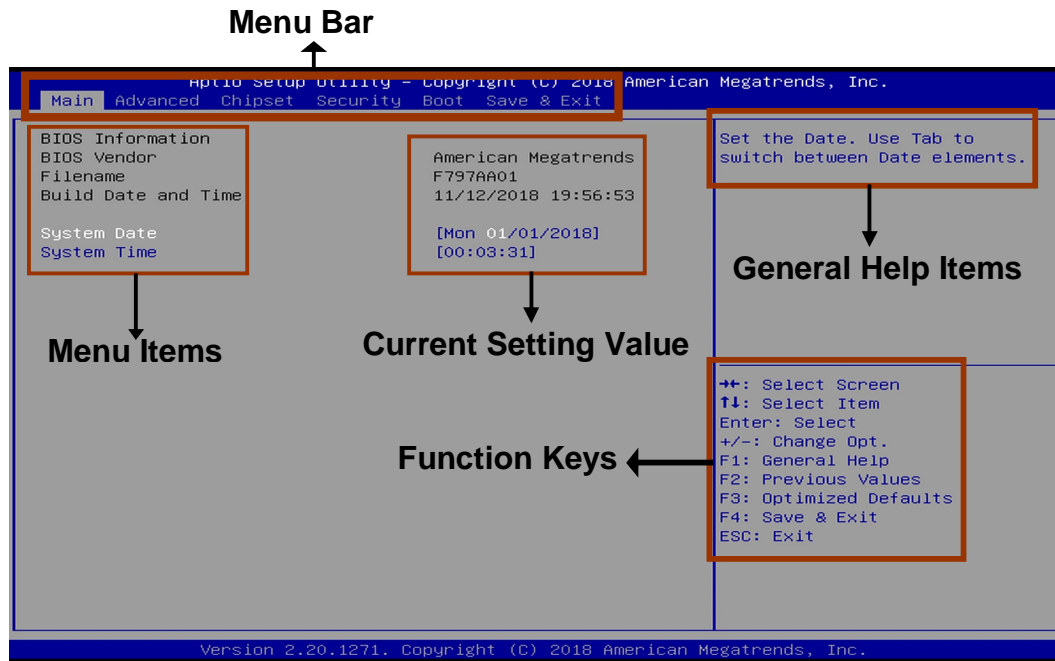 Menu Bar
Aptio Setup Utility – Copyright (C) 2018 American Megatrends, Inc.
Main Advanced Chipset Security Boot Save & Exit
BIOS Information
BIOS Vendor American Megatrends
Filename F797AA01
Build Date and Time 11/12/2018 19:56:53
System Date [Mon 01/01/2018]
System Time [00:03:31]
Set the Date. Use Tab to
switch between Date elements.
General Help Items
Menu Items
Current Setting Value
→←: Select Screen
↑↓: Select Item
Enter: Select
+/-: Change Opt.
F1: General Help
F2: Previous Values
F3: Optimized Defaults
F4: Save & Exit
ESC: Exit
Function Keys
Version 2.20.1271. Copyright (C) 2018 American Megatrends, Inc.